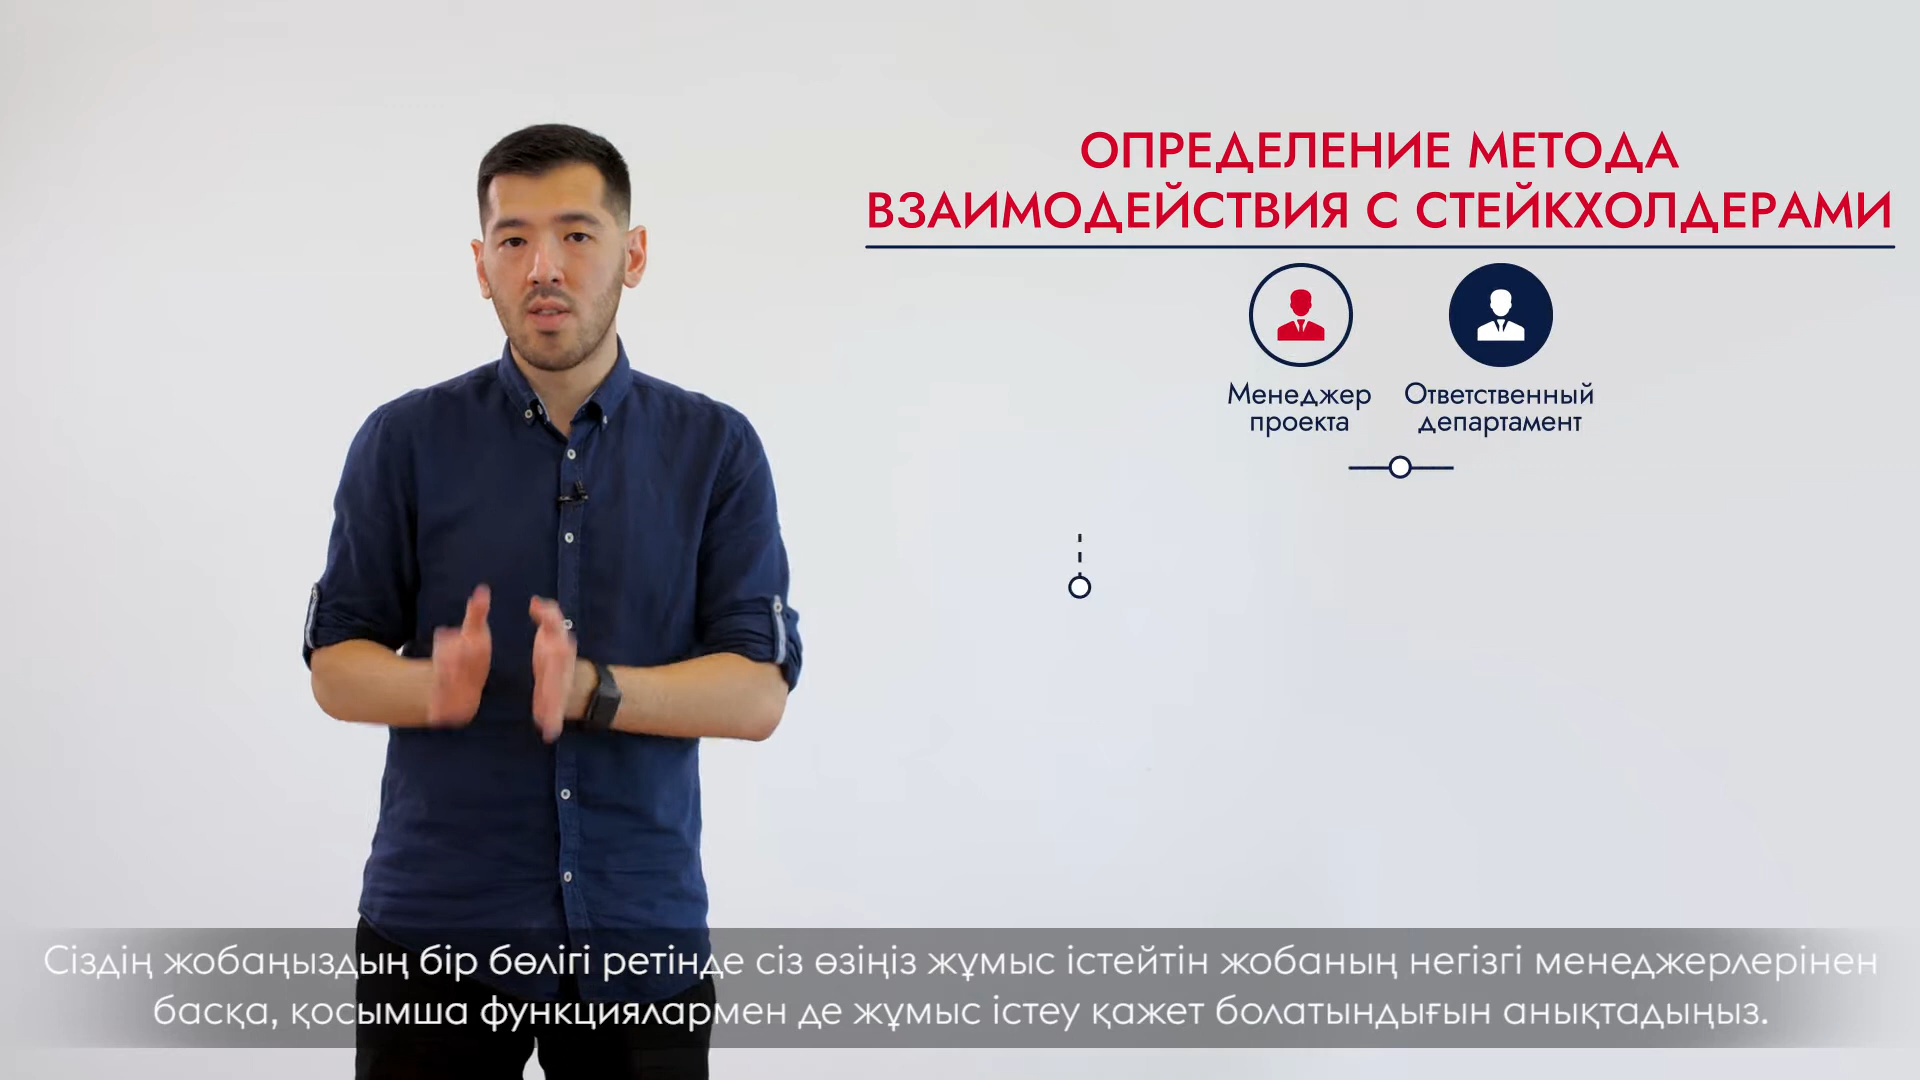 ОПРЕДЕЛЕНИЕ МЕТОДА
ВЗАИМОДЕЙСТВИЯ С СТЕЙКХОЛДЕРАМИ
Менеджер
проекта
Ответственный
департамент
Сіздің жобаңыздың бір бөлігі ретінде сіз өзіңіз жұмыс істейтін жобаның негізгі менеджерлерінен
басқа, қосымша функциялармен де жұмыс істеу қажет болатындығын анықтадыңыз.